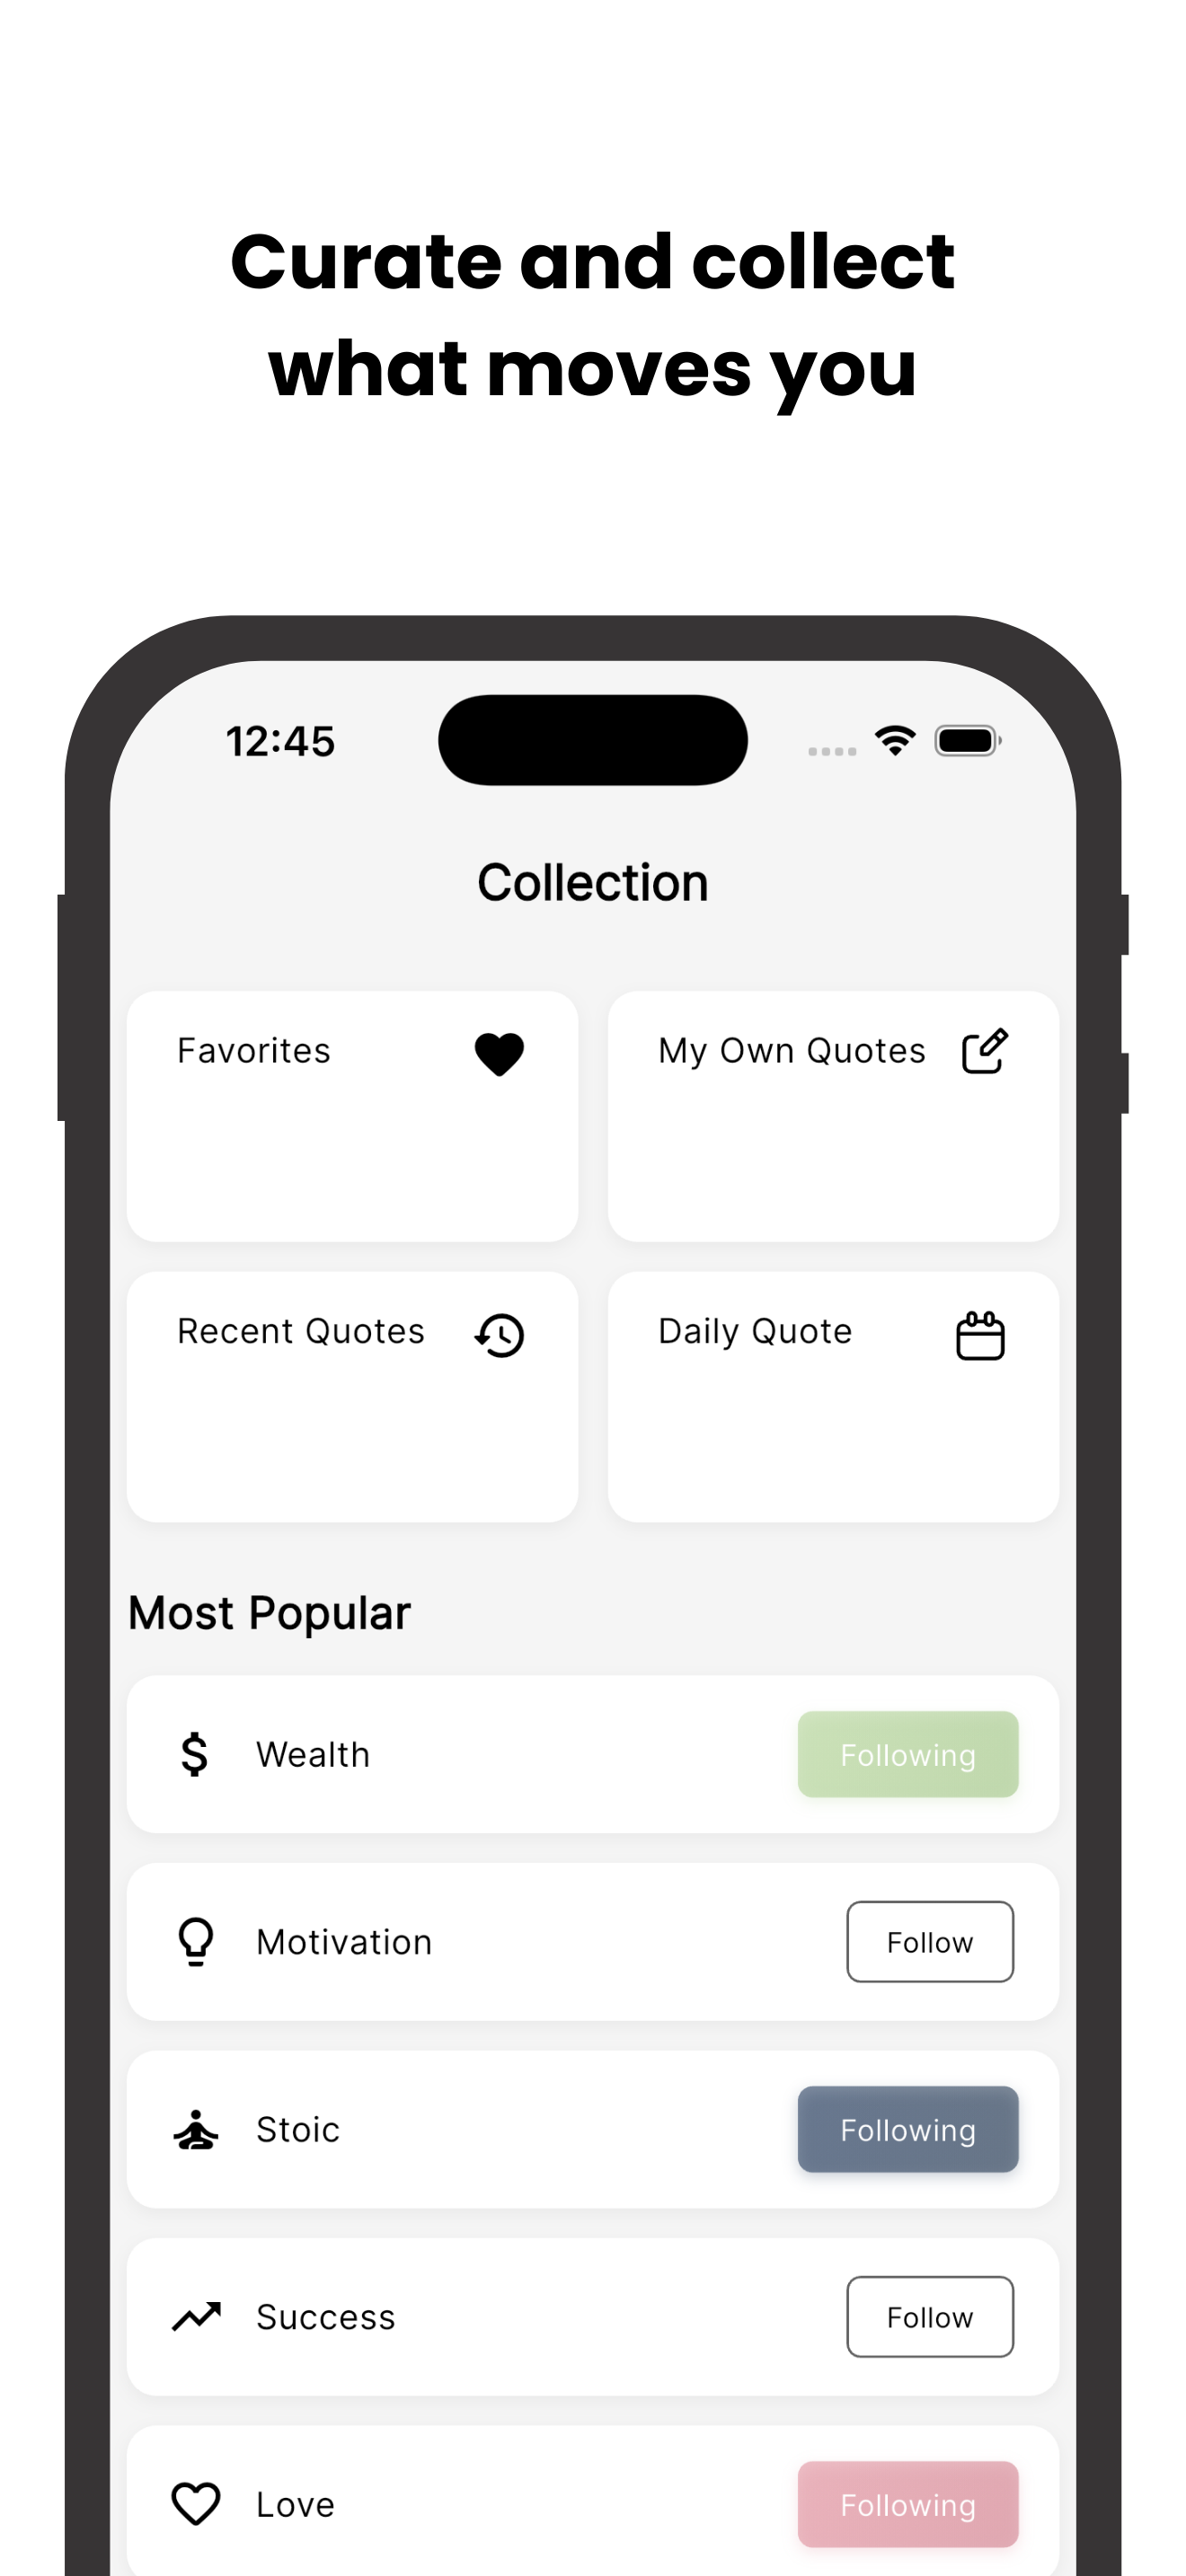 Curate and collect
what moves you
12:45
Collection
Favorites
My Own Quotes
Recent Quotes
Daily Quote
Most Popular
Wealth
Following
Motivation
Follow
Stoic
Following
Success
Follow
Love
Following